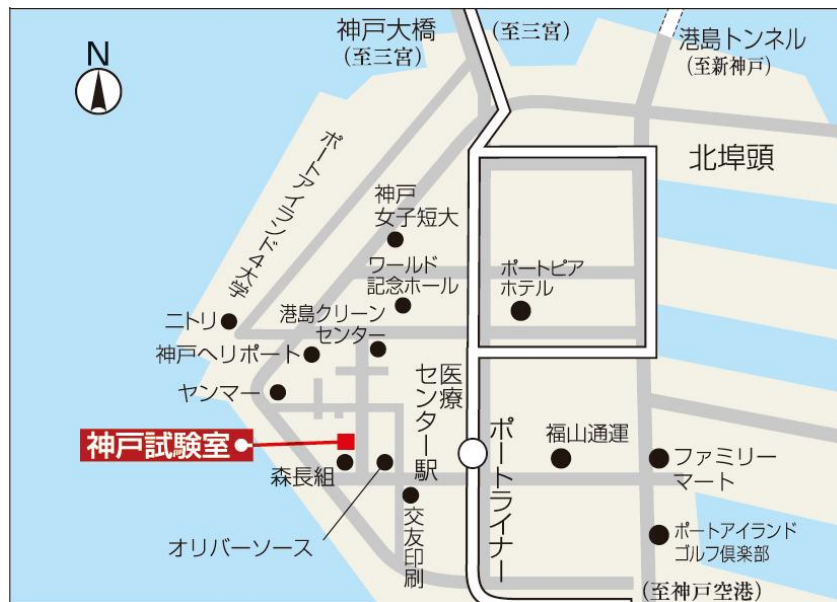 神戸大橋
(至三宮)
(至三宮)
港島トンネル
(至新神戸)
N
北埠頭
ポートアイランド4大学
神戸
女子短大
ワールド
記念ホール
ポートピア
ホテル
ニトリ
港島クリーン
センター
神戸ヘリポート
ヤンマー
医療
センター駅
ポートライナー
神戸試験室
福山通運
ファミリー
マート
森長組
オリバーソース
交友印刷
ポートアイランド
ゴルフ倶楽部
(至神戸空港)